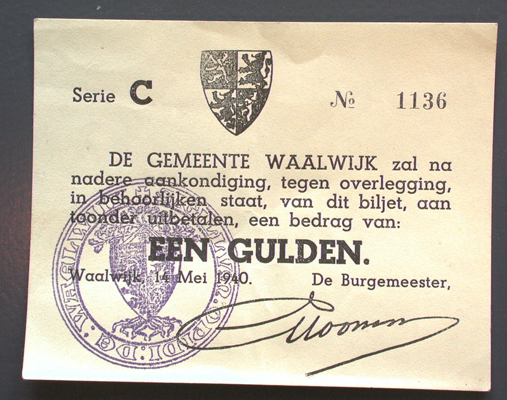 Serie C № 1136
DE GEMEENTE WAALWIJK zal na
nadere aankondiging, tegen overlegging,
in behoorlijken staat, van dit biljet, aan
toonder uitbetalen, een bedrag van:
EEN GULDEN.
Waalwijk, 14 Mei 1940. De Burgemeester,